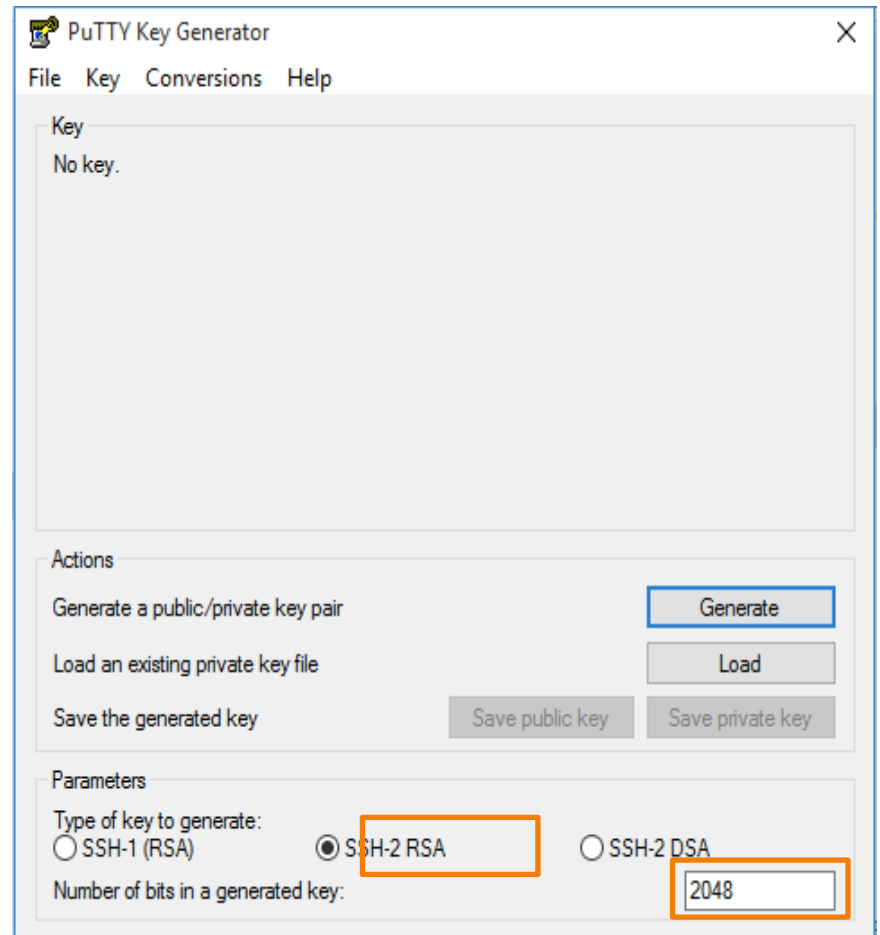 PuTTY Key Generator
File Key Conversions Help
Key
No key.
Actions
Generate a public/private key pair Generate
Load an existing private key file Load
Save the generated key Save public key Save private key
Parameters
Type of key to generate:
SSH-1 (RSA) SSH-2 RSA SSH-2 DSA
Number of bits in a generated key: 2048